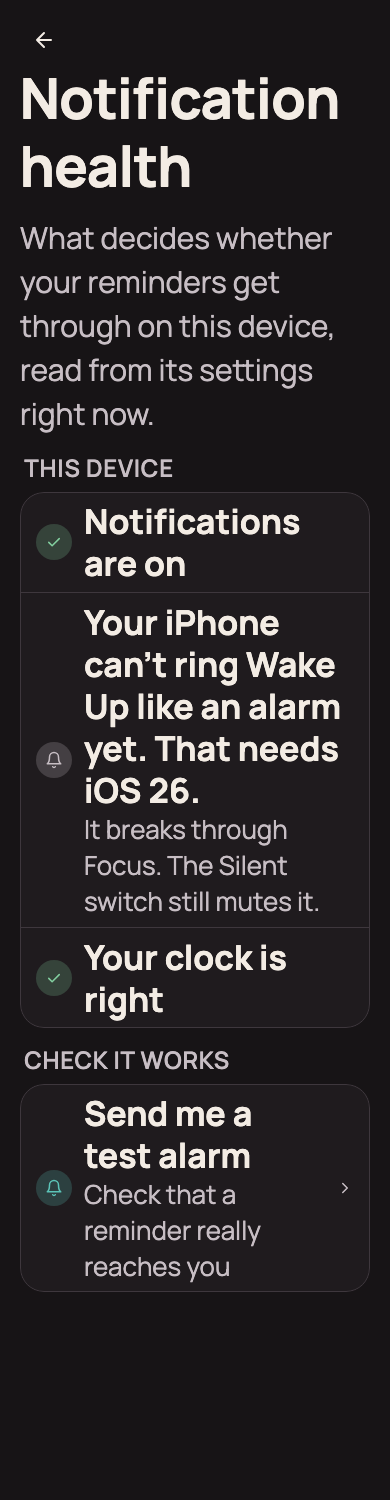 Notification
health
What decides whether
your reminders get
through on this device,
read from its settings
right now.
THIS DEVICE
Notifications
are on
Your iPhone
can’t ring Wake
Up like an alarm
yet. That needs
iOS 26.
It breaks through
Focus. The Silent
switch still mutes it.
Your clock is
right
CHECK IT WORKS
Send me a
test alarm
Check that a
reminder really
reaches you